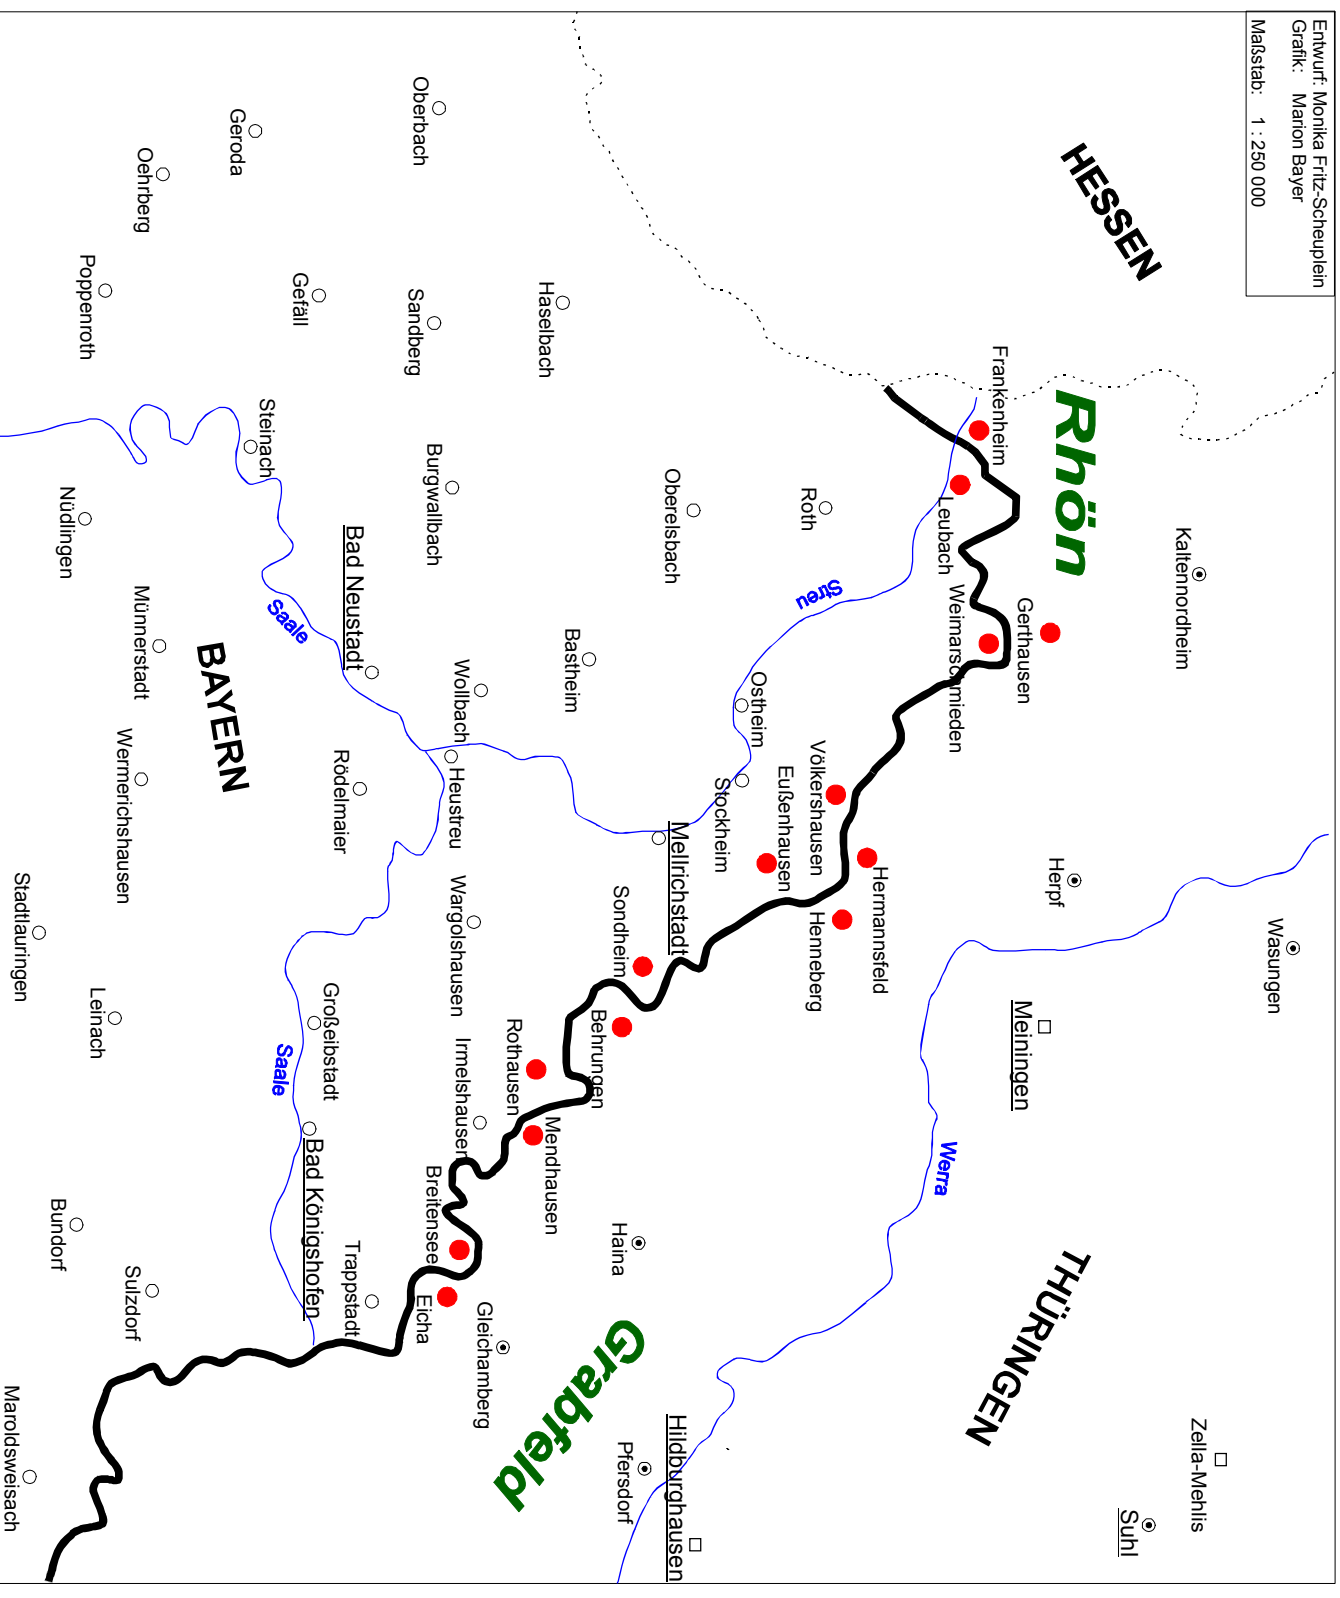 Entwurf: Monika Fritz-Scheuplein
Grafik: Marion Bayer
Maßstab: 1 : 250 000
HESSEN
Rhön
Kaltennordheim
Wasungen
Herpf
Meiningen
THÜRINGEN
Zella-Mehlis
Suhl
Werra
Frankenheim
Leubach
Gerthausen
Weimarschmieden
Hermannsfeld
Henneberg
Völkershausen
Eußenhausen
Roth
Streu
Oberelsbach
Ostheim
Stockheim
Mellrichstadt
Sondheim
Behrungen
Haina
Hildburghausen
Pfersdorf
Grabfeld
Haselbach
Bastheim
Rothausen
Mendhausen
Irmelshausen
Gleichamberg
Oberbach
Sandberg
Burgwallbach
Wollbach
Heustreu
Wargolshausen
Breitensee
Eicha
Gefäll
Bad Neustadt
Rödelmaier
Großeibstadt
Bad Königshofen
Trappstadt
Geroda
Steinach
Saale
Saale
BAYERN
Oehrberg
Münnerstadt
Wermerichshausen
Leinach
Sulzdorf
Poppenroth
Nüdlingen
Stadtlauringen
Bundorf
Maroldsweisach